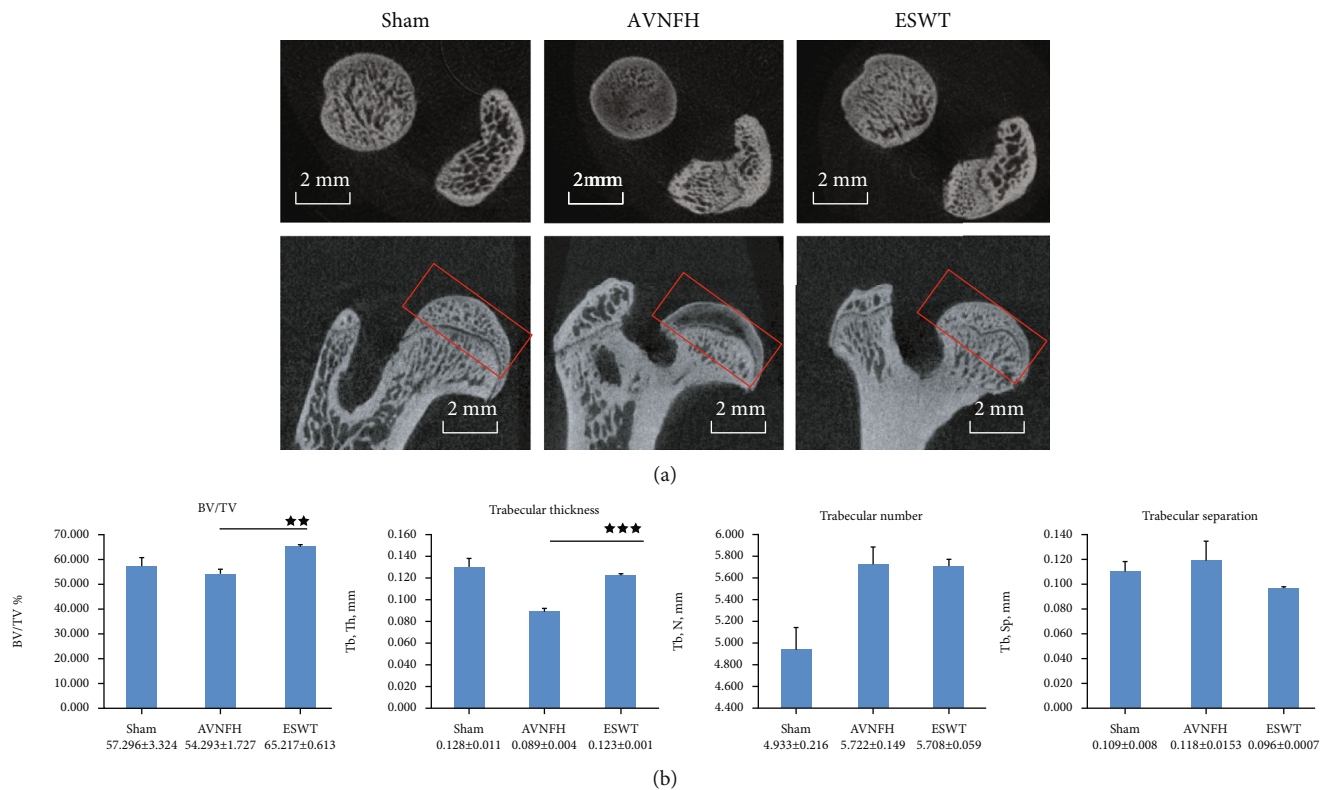 Sham AVNFH ESWT
2 mm 2 mm 2 mm
2 mm 2 mm 2 mm
(a)
BV/TV
★★
BV/TV %
70.000
60.000
50.000
40.000
30.000
20.000
10.000
0.000
Sham AVNFH ESWT
57.296±3.324 54.293±1.727 65.217±0.613
Trabecular thickness
★★★
Tb, Th, mm
0.160
0.140
0.120
0.100
0.080
0.060
0.040
0.020
0.000
Sham AVNFH ESWT
0.128±0.011 0.089±0.004 0.123±0.001
Trabecular number
Tb, N, mm
6.000
5.800
5.600
5.400
5.200
5.000
4.800
4.600
4.400
Sham AVNFH ESWT
4.933±0.216 5.722±0.149 5.708±0.059
Trabecular separation
Tb, Sp, mm
0.140
0.120
0.100
0.080
0.060
0.040
0.020
0.000
Sham AVNFH ESWT
0.109±0.008 0.118±0.0153 0.096±0.0007
(b)